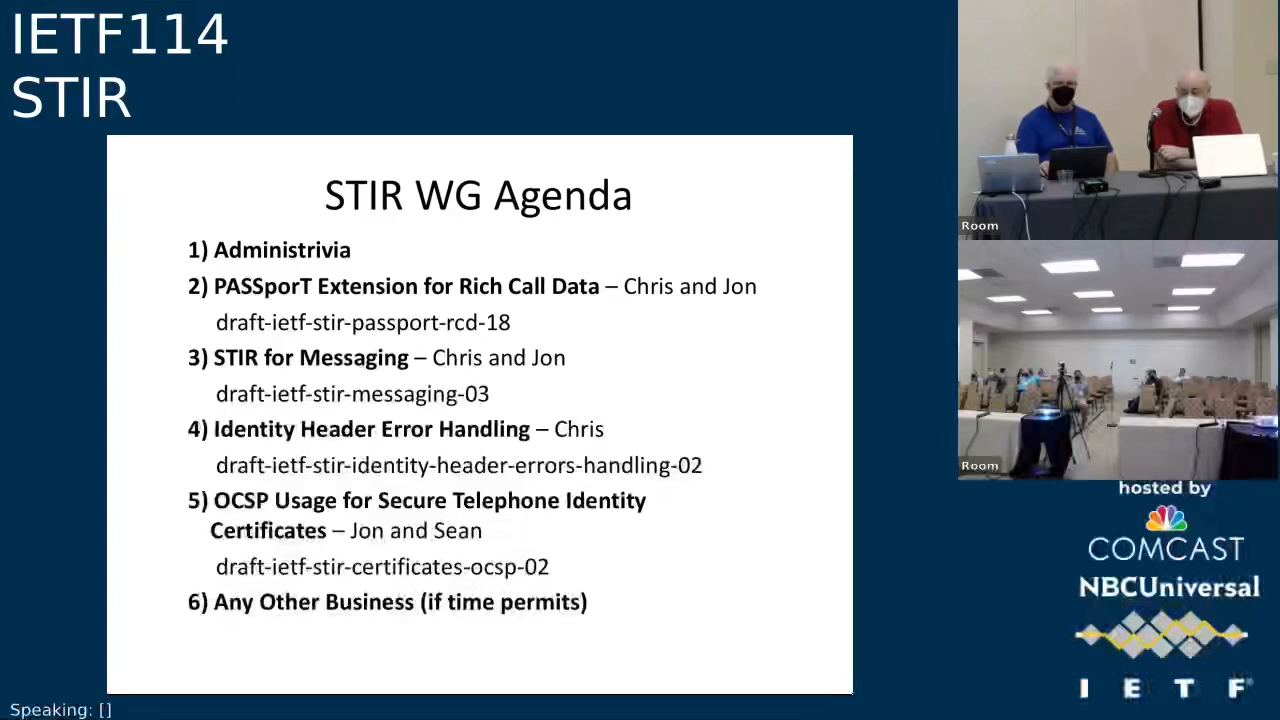 IETF114
STIR
STIR WG Agenda
1) Administrivia
2) PASSporT Extension for Rich Call Data – Chris and Jon
draft-ietf-stir-passport-rcd-18
3) STIR for Messaging – Chris and Jon
draft-ietf-stir-messaging-03
4) Identity Header Error Handling – Chris
draft-ietf-stir-identity-header-errors-handling-02
5) OCSP Usage for Secure Telephone Identity
Certificates – Jon and Sean
draft-ietf-stir-certificates-ocsp-02
6) Any Other Business (if time permits)
Room
Room
hosted by
COMCAST
NBCUniversal
I E T F®
Speaking: []